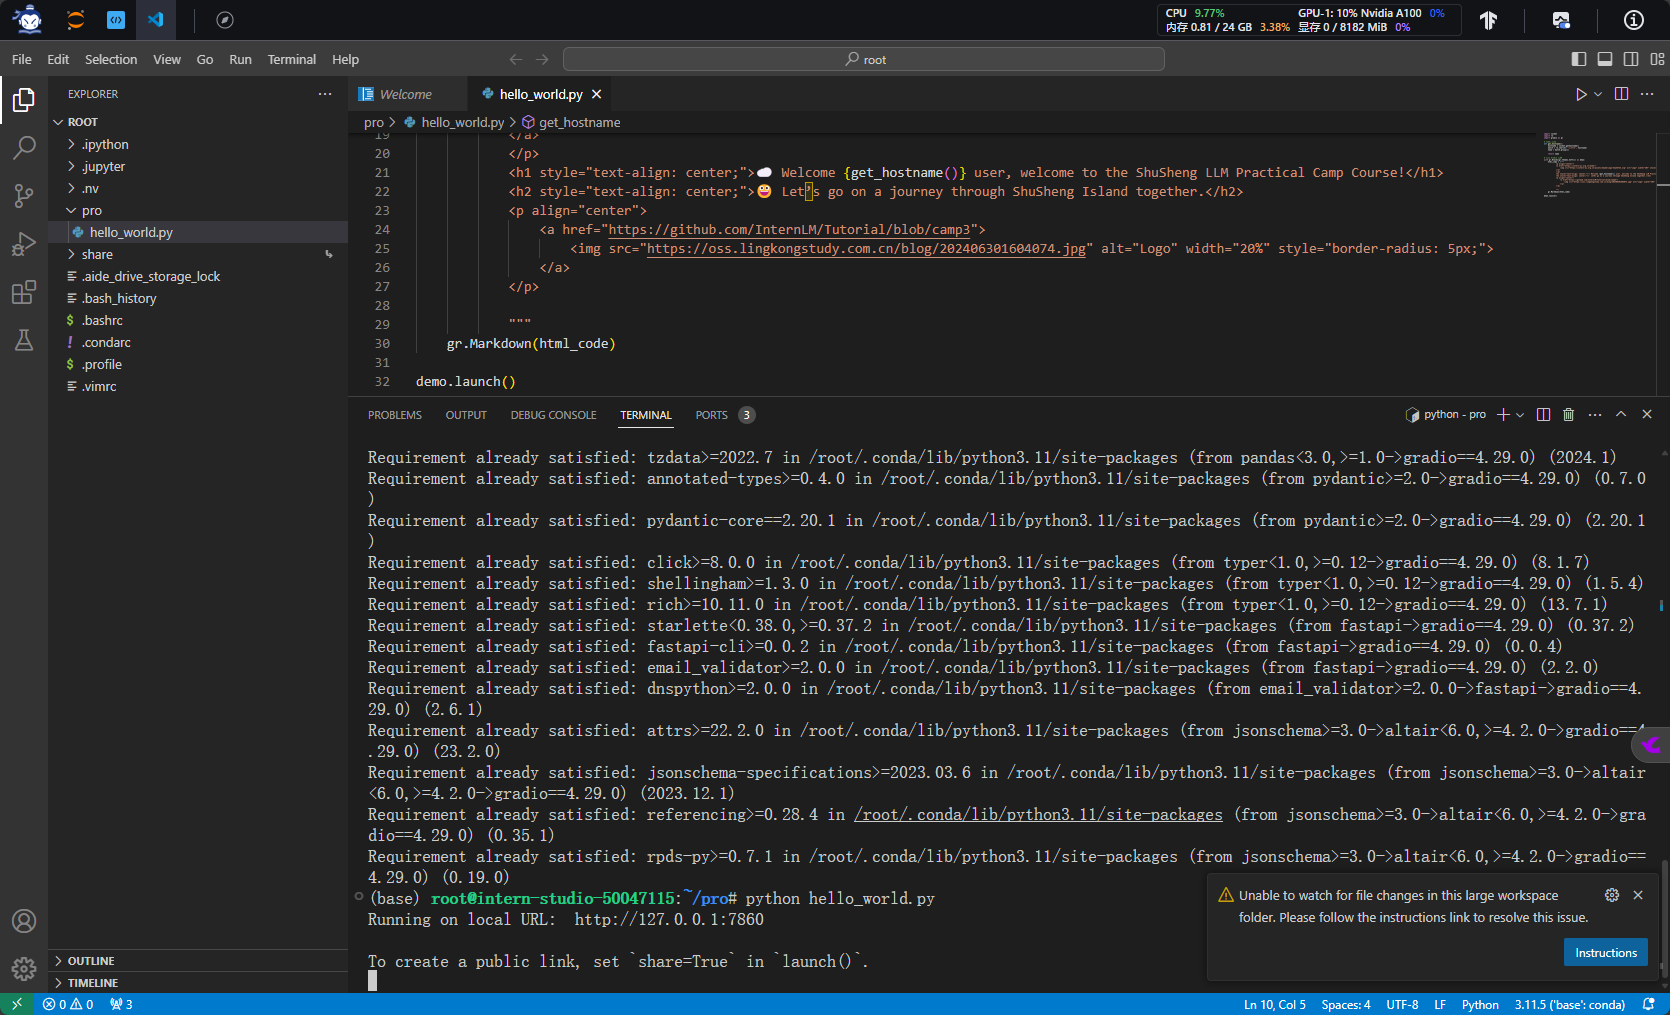 CPU 9.77% GPU-1: 10% Nvidia A100 0%
内存 0.81 / 24 GB 3.38% 显存 0 / 8182 MiB 0%
File Edit Selection View Go Run Terminal Help
root
EXPLORER
ROOT
.ipython
.jupyter
.nv
pro
hello_world.py
share
.aide_drive_storage_lock
.bash_history
.bashrc
.condarc
.profile
.vimrc
OUTLINE
TIMELINE
Welcome hello_world.py
pro > hello_world.py > get_hostname
19 </a>
20 </p>
21 <h1 style="text-align: center;">☁️ Welcome {get_hostname()} user, welcome to the ShuSheng LLM Practical Camp Course!</h1>
22 <h2 style="text-align: center;">😀 Let’s go on a journey through ShuSheng Island together.</h2>
23 <p align="center">
24 <a href="https://github.com/InternLM/Tutorial/blob/camp3">
25 <img src="https://oss.lingkongstudy.com.cn/blog/202406301604074.jpg" alt="Logo" width="20%" style="border-radius: 5px;">
26 </a>
27 </p>
28
29 """
30 gr.Markdown(html_code)
31
32 demo.launch()
PROBLEMS OUTPUT DEBUG CONSOLE TERMINAL PORTS 3
python - pro
Requirement already satisfied: tzdata>=2022.7 in /root/.conda/lib/python3.11/site-packages (from pandas<3.0,>=1.0->gradio==4.29.0) (2024.1)
Requirement already satisfied: annotated-types>=0.4.0 in /root/.conda/lib/python3.11/site-packages (from pydantic>=2.0->gradio==4.29.0) (0.7.0
)
Requirement already satisfied: pydantic-core==2.20.1 in /root/.conda/lib/python3.11/site-packages (from pydantic>=2.0->gradio==4.29.0) (2.20.1
)
Requirement already satisfied: click>=8.0.0 in /root/.conda/lib/python3.11/site-packages (from typer<1.0,>=0.12->gradio==4.29.0) (8.1.7)
Requirement already satisfied: shellingham>=1.3.0 in /root/.conda/lib/python3.11/site-packages (from typer<1.0,>=0.12->gradio==4.29.0) (1.5.4)
Requirement already satisfied: rich>=10.11.0 in /root/.conda/lib/python3.11/site-packages (from typer<1.0,>=0.12->gradio==4.29.0) (13.7.1)
Requirement already satisfied: starlette<0.38.0,>=0.37.2 in /root/.conda/lib/python3.11/site-packages (from fastapi->gradio==4.29.0) (0.37.2)
Requirement already satisfied: fastapi-cli>=0.0.2 in /root/.conda/lib/python3.11/site-packages (from fastapi->gradio==4.29.0) (0.0.4)
Requirement already satisfied: email_validator>=2.0.0 in /root/.conda/lib/python3.11/site-packages (from fastapi->gradio==4.29.0) (2.2.0)
Requirement already satisfied: dnspython>=2.0.0 in /root/.conda/lib/python3.11/site-packages (from email_validator>=2.0.0->fastapi->gradio==4.
29.0) (2.6.1)
Requirement already satisfied: attrs>=22.2.0 in /root/.conda/lib/python3.11/site-packages (from jsonschema>=3.0->altair<6.0,>=4.2.0->gradio==4
.29.0) (23.2.0)
Requirement already satisfied: jsonschema-specifications>=2023.03.6 in /root/.conda/lib/python3.11/site-packages (from jsonschema>=3.0->altair
<6.0,>=4.2.0->gradio==4.29.0) (2023.12.1)
Requirement already satisfied: referencing>=0.28.4 in /root/.conda/lib/python3.11/site-packages (from jsonschema>=3.0->altair<6.0,>=4.2.0->gra
dio==4.29.0) (0.35.1)
Requirement already satisfied: rpds-py>=0.7.1 in /root/.conda/lib/python3.11/site-packages (from jsonschema>=3.0->altair<6.0,>=4.2.0->gradio==
4.29.0) (0.19.0)
(base) root@intern-studio-50047115:~/pro# python hello_world.py
Running on local URL: http://127.0.0.1:7860
To create a public link, set `share=True` in `launch()`.
Unable to watch for file changes in this large workspace
folder. Please follow the instructions link to resolve this issue.
Instructions
0 0 3 Ln 10, Col 5 Spaces: 4 UTF-8 LF Python 3.11.5 ('base': conda)